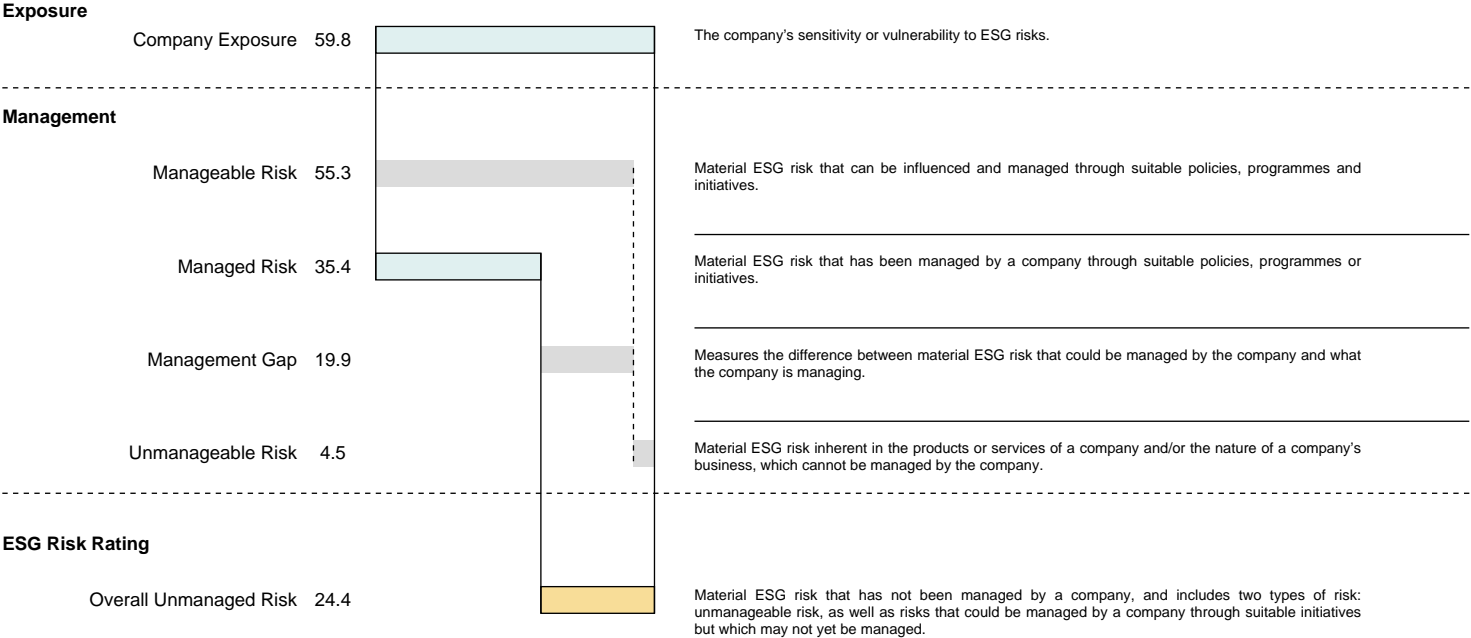 Exposure
Company Exposure 59.8
The company’s sensitivity or vulnerability to ESG risks.
Management
Manageable Risk 55.3
Material ESG risk that can be influenced and managed through suitable policies, programmes and
initiatives.
Managed Risk 35.4
Material ESG risk that has been managed by a company through suitable policies, programmes or
initiatives.
Management Gap 19.9
Measures the difference between material ESG risk that could be managed by the company and what
the company is managing.
Unmanageable Risk 4.5
Material ESG risk inherent in the products or services of a company and/or the nature of a company’s
business, which cannot be managed by the company.
ESG Risk Rating
Overall Unmanaged Risk 24.4
Material ESG risk that has not been managed by a company, and includes two types of risk:
unmanageable risk, as well as risks that could be managed by a company through suitable initiatives
but which may not yet be managed.